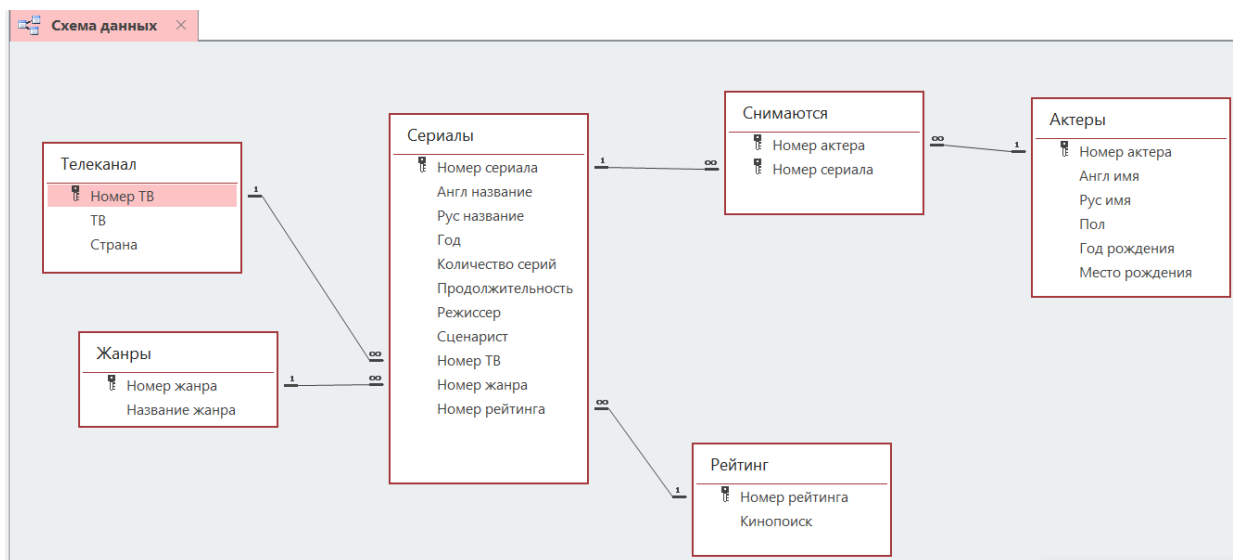 Схема данных
Телеканал
Номер ТВ
ТВ
Страна
Жанры
Номер жанра
Название жанра
Сериалы
Номер сериала
Англ название
Рус название
Год
Количество серий
Продолжительность
Режиссер
Сценарист
Номер ТВ
Номер жанра
Номер рейтинга
Снимаются
Номер актера
Номер сериала
Актеры
Номер актера
Англ имя
Рус имя
Пол
Год рождения
Место рождения
Рейтинг
Номер рейтинга
Кинопоиск
1
∞
1
∞
1
∞
∞
1
∞
1